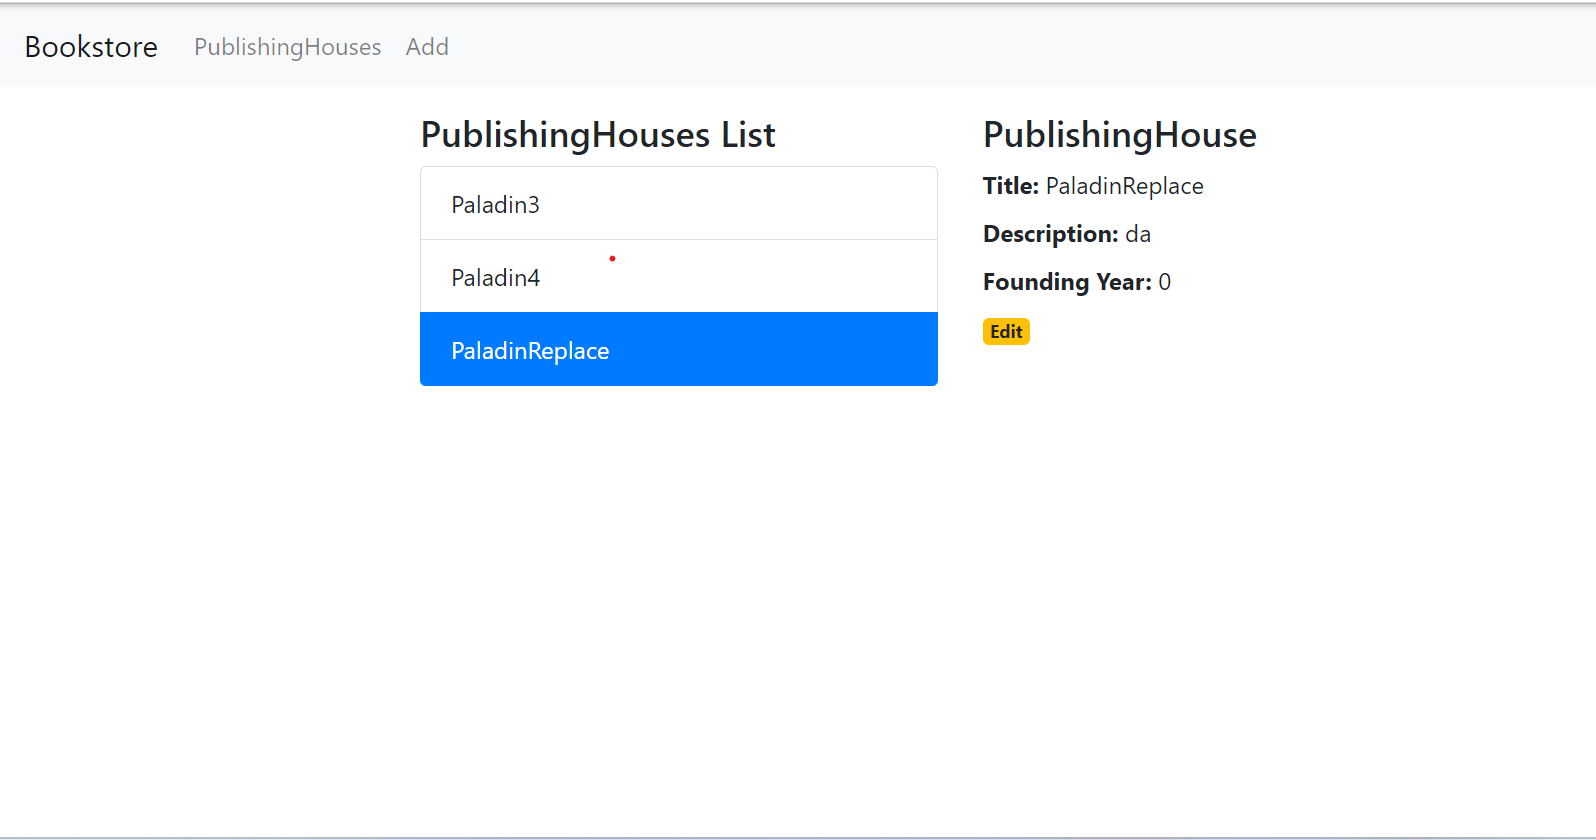 Bookstore PublishingHouses Add
PublishingHouses List
Paladin3
Paladin4
PaladinReplace
PublishingHouse
Title: PaladinReplace
Description: da
Founding Year: 0
Edit